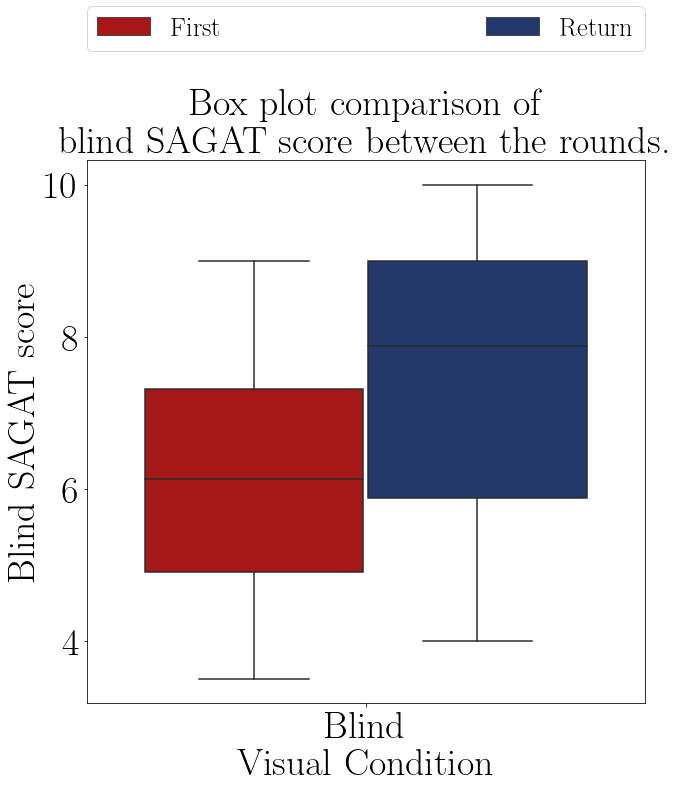 First Return
Box plot comparison of
blind SAGAT score between the rounds.
Blind SAGAT score
10
8
6
4
Blind
Visual Condition